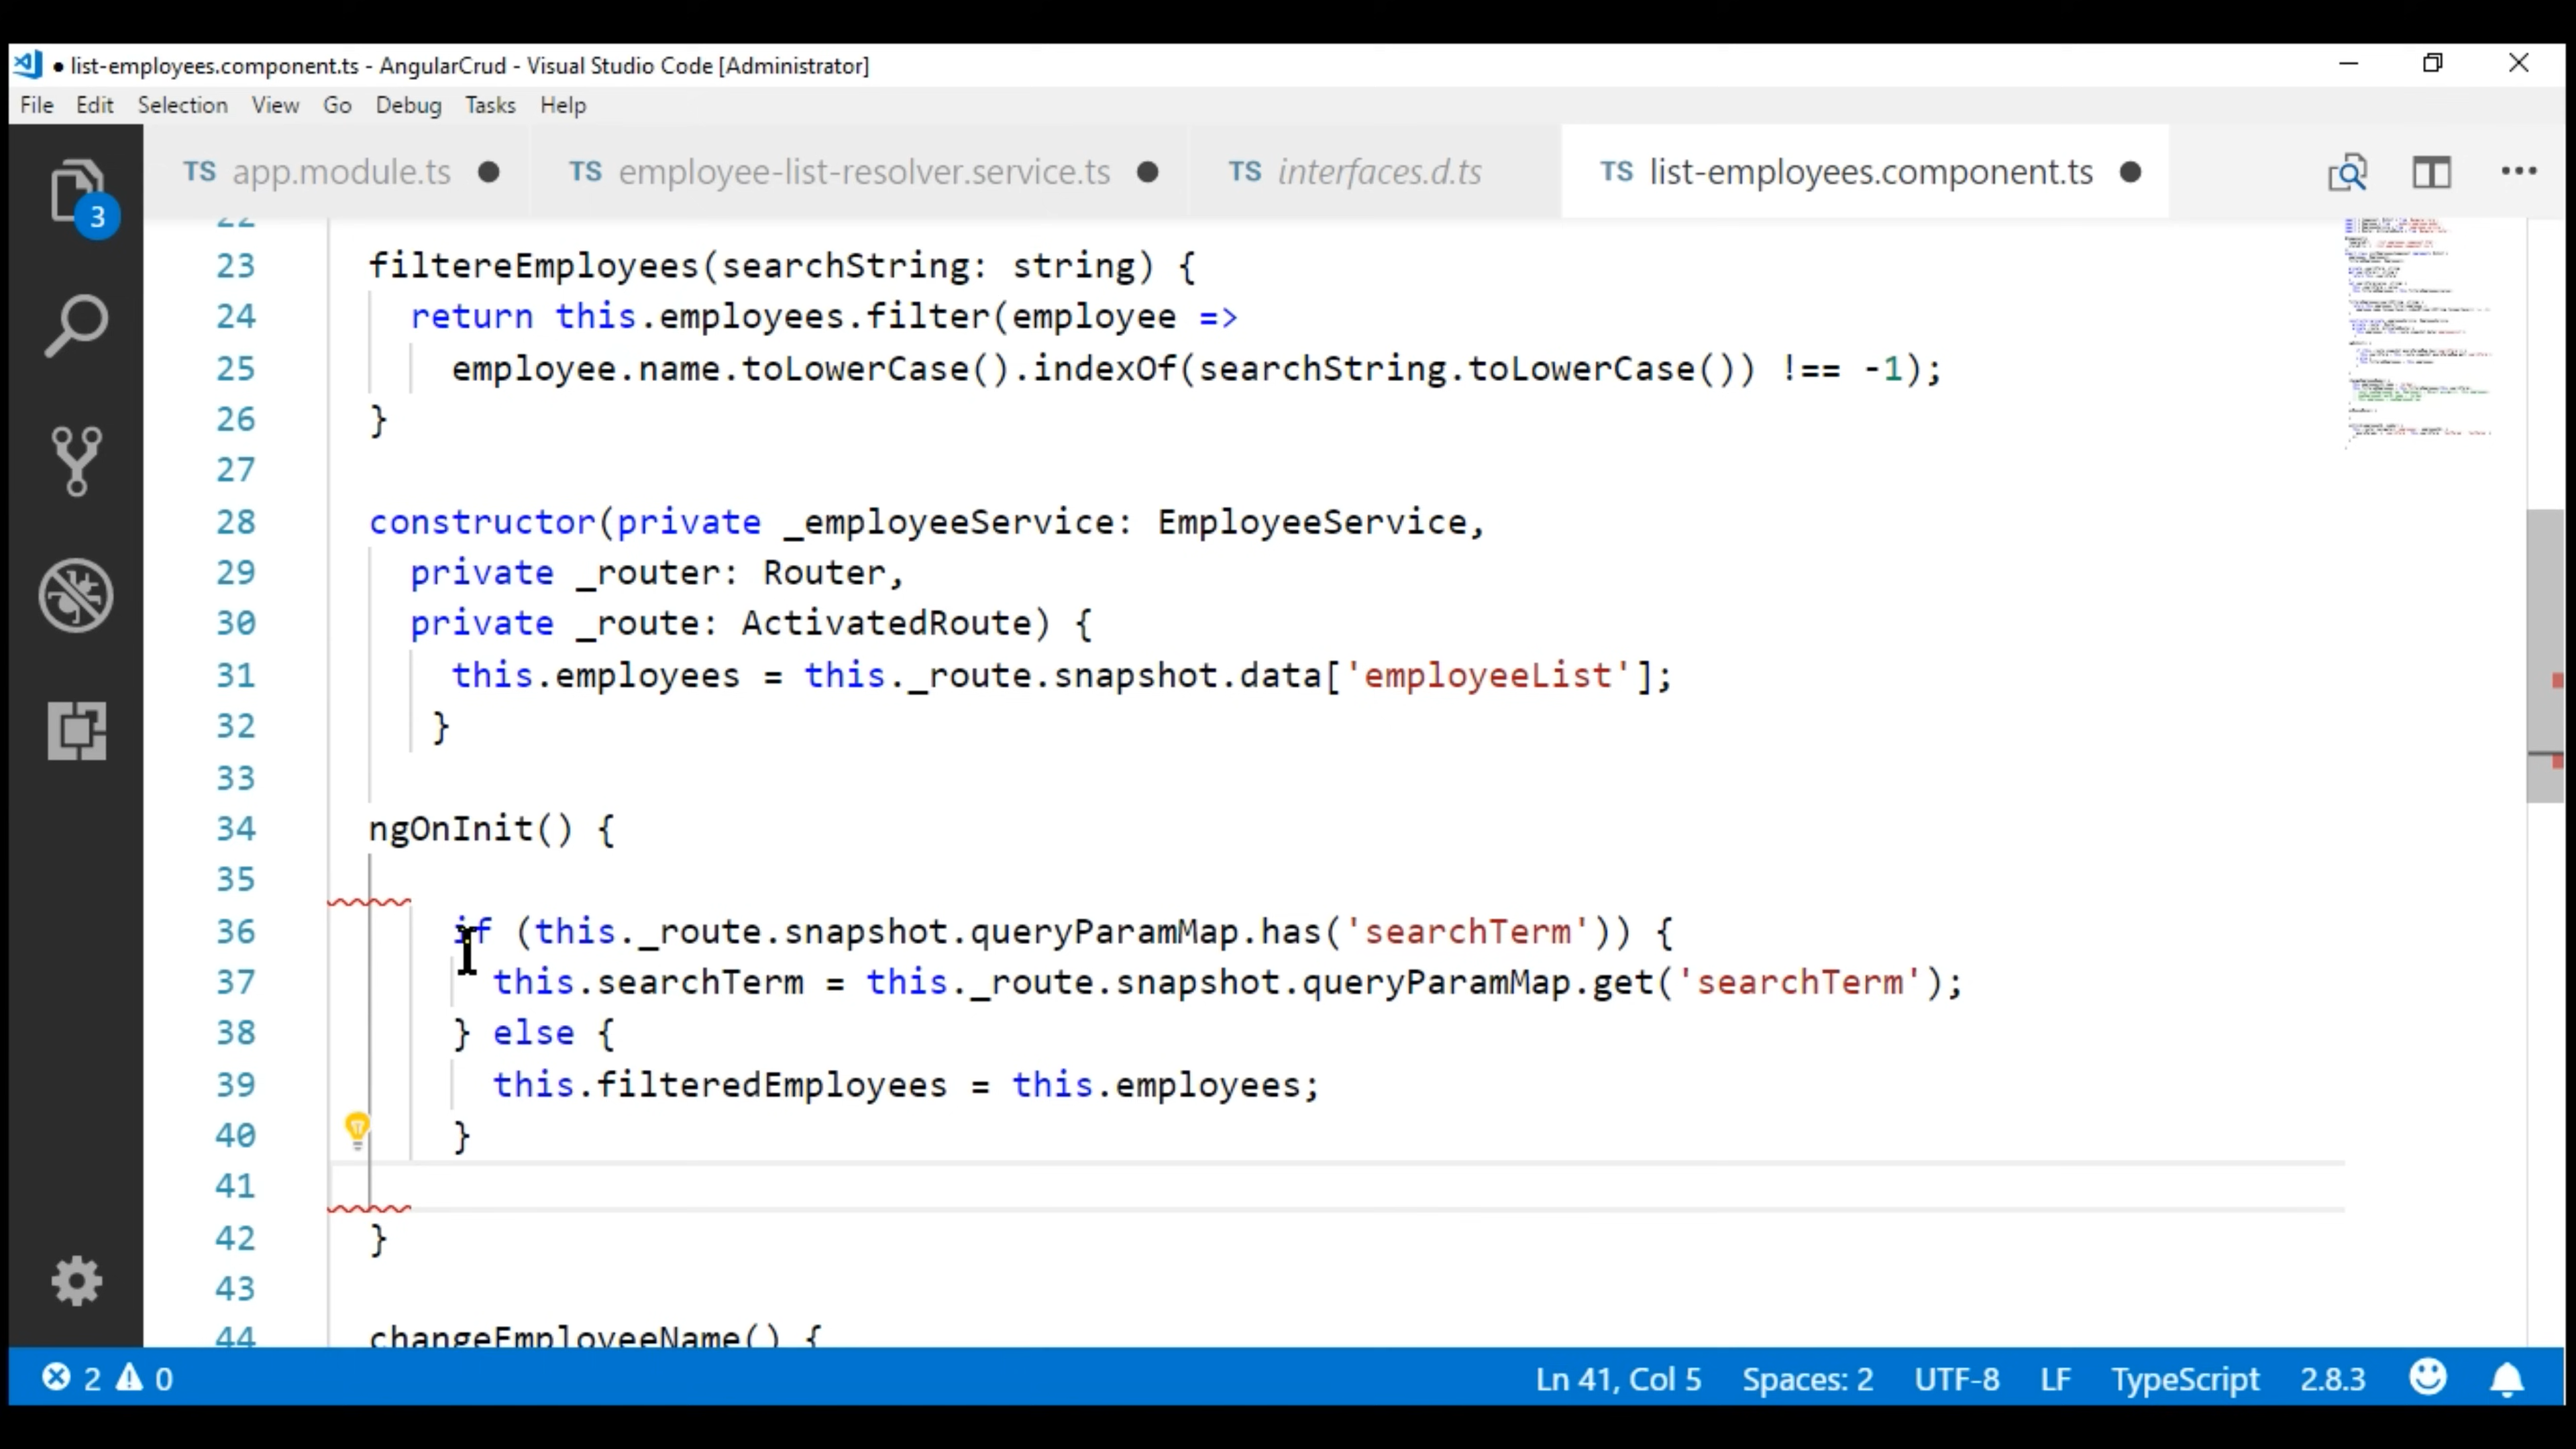 ● list-employees.component.ts - AngularCrud - Visual Studio Code [Administrator]
File Edit Selection View Go Debug Tasks Help
TS app.module.ts ● TS employee-list-resolver.service.ts ● TS interfaces.d.ts TS list-employees.component.ts ●
3
22
23 filtereEmployees(searchString: string) {
24 return this.employees.filter(employee =>
25 employee.name.toLowerCase().indexOf(searchString.toLowerCase()) !== -1);
26 }
27
28 constructor(private _employeeService: EmployeeService,
29 private _router: Router,
30 private _route: ActivatedRoute) {
31 this.employees = this._route.snapshot.data['employeeList'];
32 }
33
34 ngOnInit() {
35
36 if (this._route.snapshot.queryParamMap.has('searchTerm')) {
37 this.searchTerm = this._route.snapshot.queryParamMap.get('searchTerm');
38 } else {
39 this.filteredEmployees = this.employees;
40 }
41
42 }
43
44 changeEmployeeName() {
2 0 Ln 41, Col 5 Spaces: 2 UTF-8 LF TypeScript 2.8.3